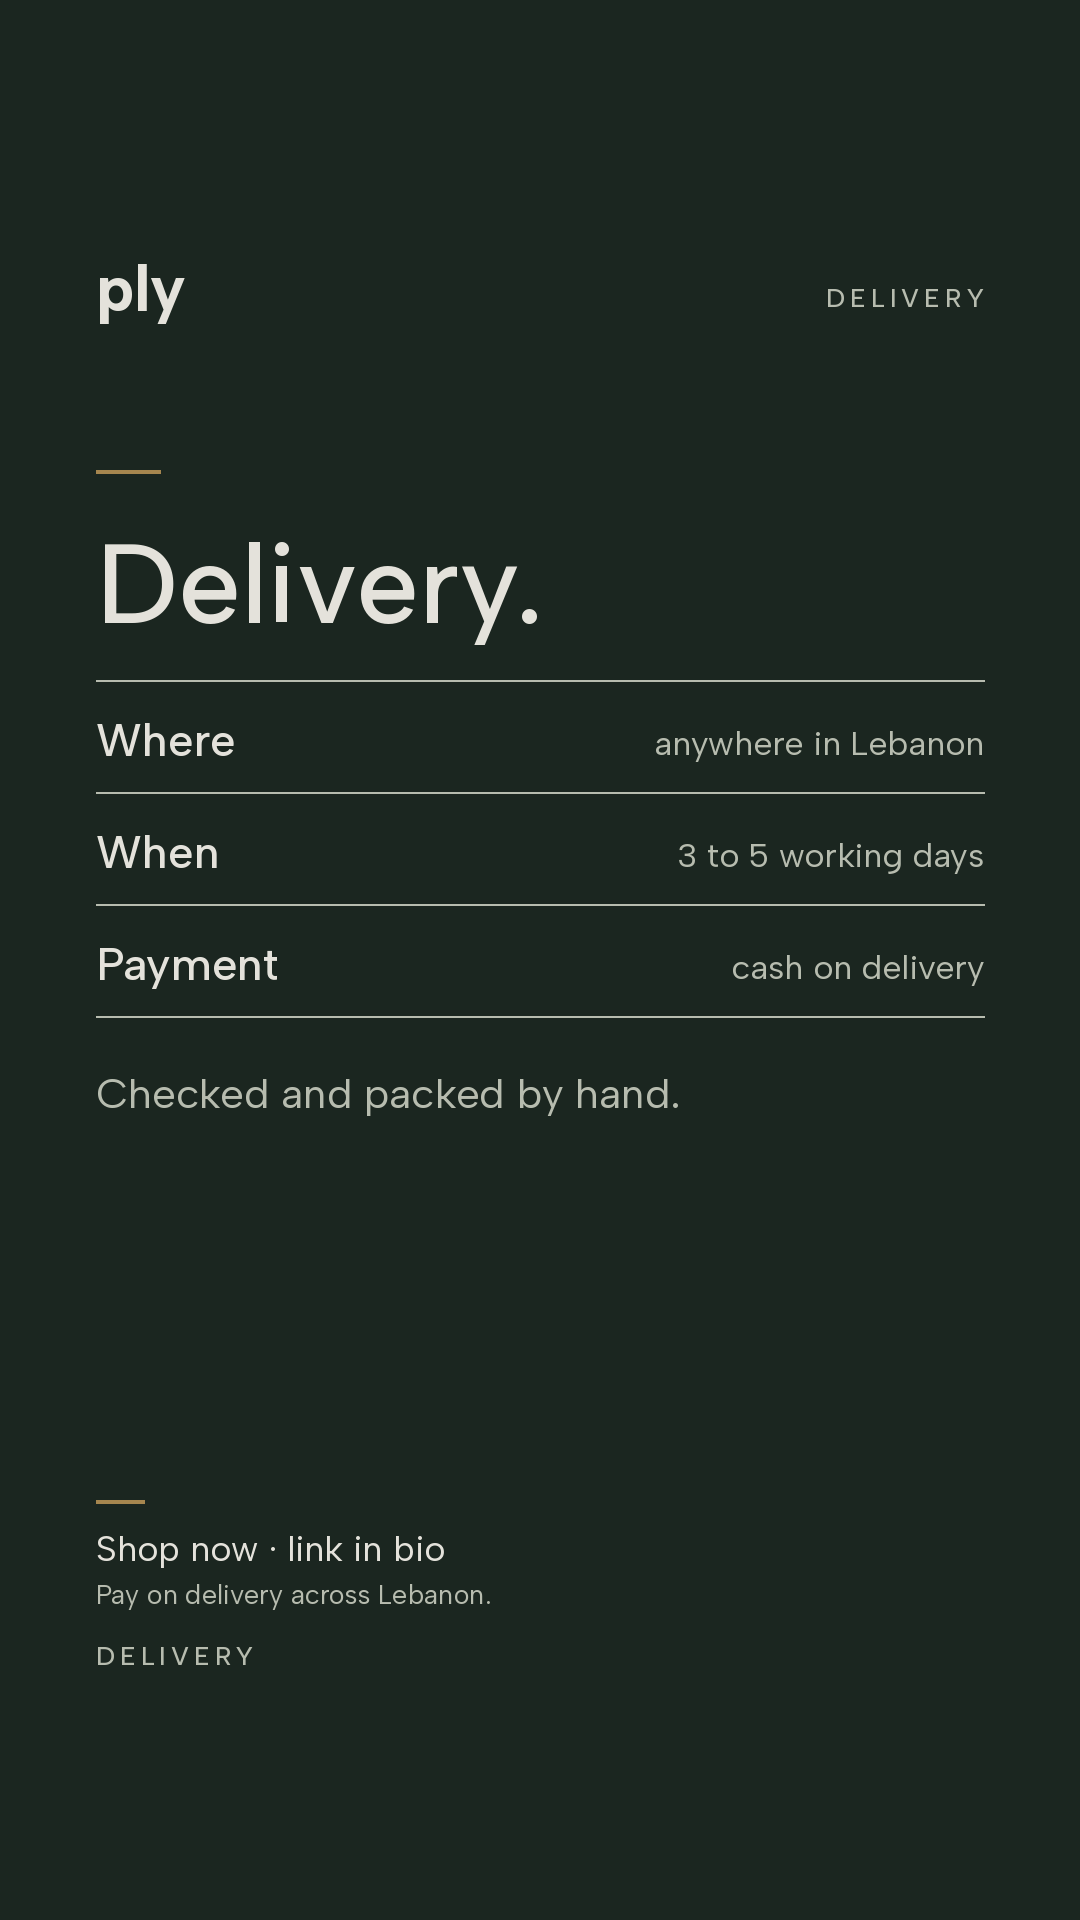 ply
DELIVERY
Delivery.
Where anywhere in Lebanon
When 3 to 5 working days
Payment cash on delivery
Checked and packed by hand.
Shop now · link in bio
Pay on delivery across Lebanon.
DELIVERY